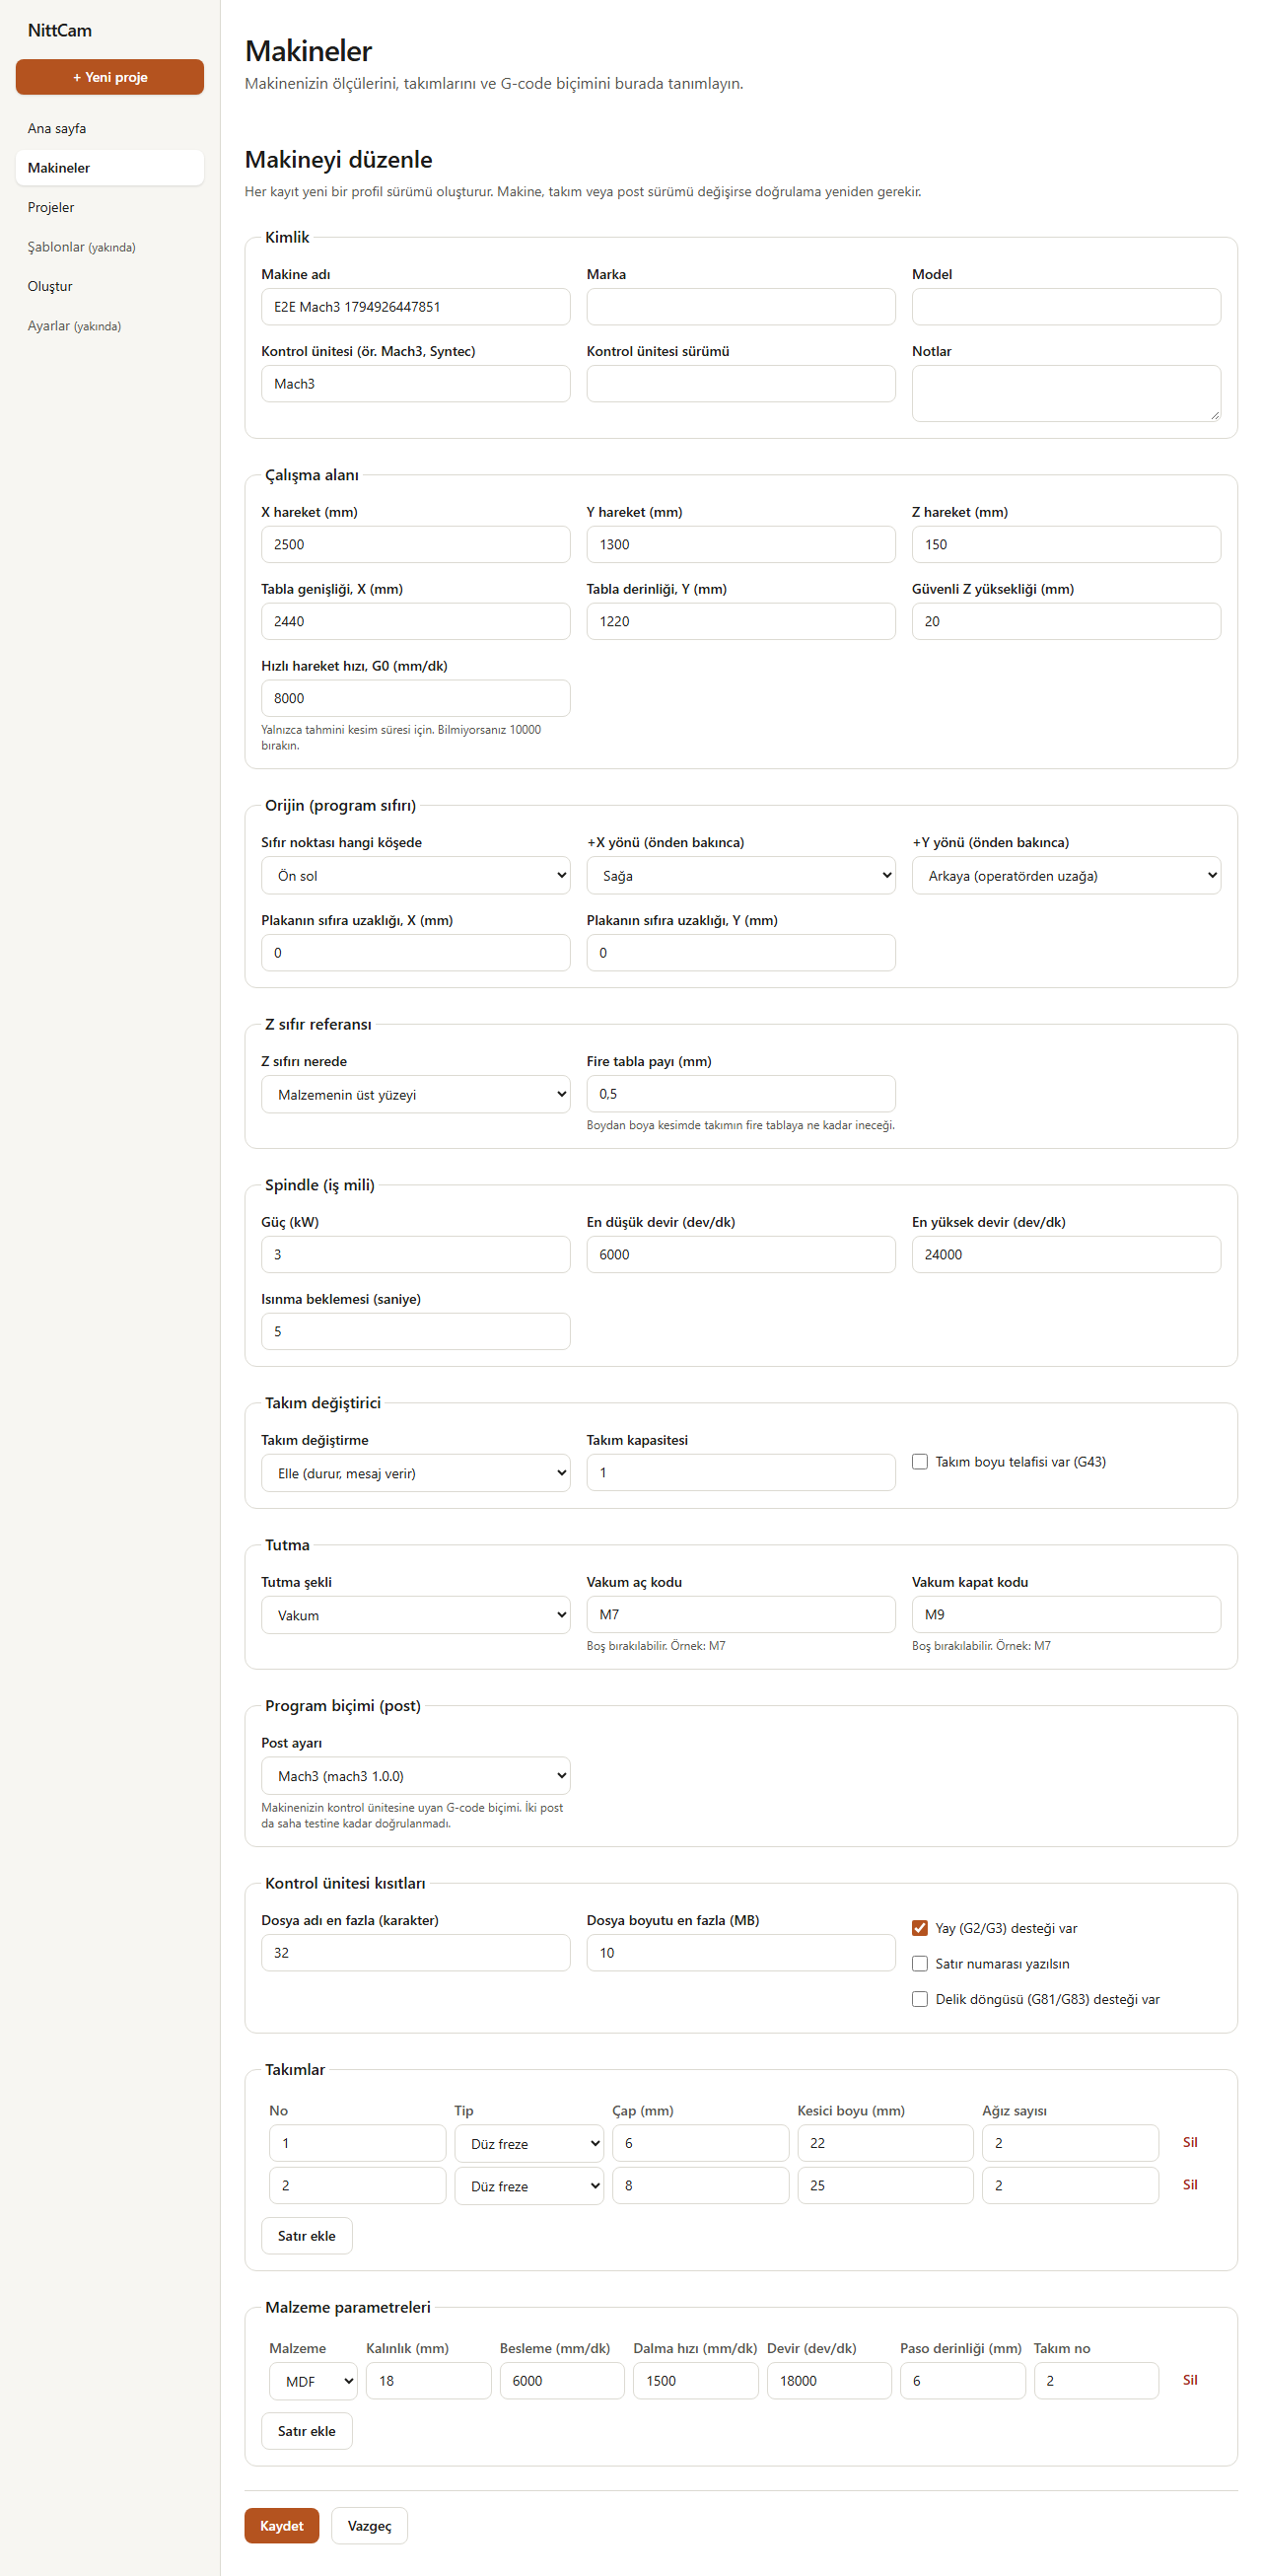 NittCam
+ Yeni proje
Ana sayfa
Makineler
Projeler
Şablonlar (yakında)
Oluştur
Ayarlar (yakında)
Makineler
Makinenizin ölçülerini, takımlarını ve G-code biçimini burada tanımlayın.
Makineyi düzenle
Her kayıt yeni bir profil sürümü oluşturur. Makine, takım veya post sürümü değişirse doğrulama yeniden gerekir.
Kimlik
Makine adı Marka Model
E2E Mach3 1794926447851
Kontrol ünitesi (ör. Mach3, Syntec) Kontrol ünitesi sürümü Notlar
Mach3
Çalışma alanı
X hareket (mm) Y hareket (mm) Z hareket (mm)
2500 1300 150
Tabla genişliği, X (mm) Tabla derinliği, Y (mm) Güvenli Z yüksekliği (mm)
2440 1220 20
Hızlı hareket hızı, G0 (mm/dk)
8000
Yalnızca tahmini kesim süresi için. Bilmiyorsanız 10000
bırakın.
Orijin (program sıfırı)
Sıfır noktası hangi köşede +X yönü (önden bakınca) +Y yönü (önden bakınca)
Ön sol Sağa Arkaya (operatörden uzağa)
Plakanın sıfıra uzaklığı, X (mm) Plakanın sıfıra uzaklığı, Y (mm)
0 0
Z sıfır referansı
Z sıfırı nerede Fire tabla payı (mm)
Malzemenin üst yüzeyi 0,5
Boydan boya kesimde takımın fire tablaya ne kadar ineceği.
Spindle (iş mili)
Güç (kW) En düşük devir (dev/dk) En yüksek devir (dev/dk)
3 6000 24000
Isınma beklemesi (saniye)
5
Takım değiştirici
Takım değiştirme Takım kapasitesi
Elle (durur, mesaj verir) 1 Takım boyu telafisi var (G43)
Tutma
Tutma şekli Vakum aç kodu Vakum kapat kodu
Vakum M7 M9
Boş bırakılabilir. Örnek: M7 Boş bırakılabilir. Örnek: M7
Program biçimi (post)
Post ayarı
Mach3 (mach3 1.0.0)
Makinenizin kontrol ünitesine uyan G-code biçimi. İki post
da saha testine kadar doğrulanmadı.
Kontrol ünitesi kısıtları
Dosya adı en fazla (karakter) Dosya boyutu en fazla (MB)
32 10
Yay (G2/G3) desteği var
Satır numarası yazılsın
Delik döngüsü (G81/G83) desteği var
Takımlar
No Tip Çap (mm) Kesici boyu (mm) Ağız sayısı
1 Düz freze 6 22 2 Sil
2 Düz freze 8 25 2 Sil
Satır ekle
Malzeme parametreleri
Malzeme Kalınlık (mm) Besleme (mm/dk) Dalma hızı (mm/dk) Devir (dev/dk) Paso derinliği (mm) Takım no
MDF 18 6000 1500 18000 6 2 Sil
Satır ekle
Kaydet Vazgeç